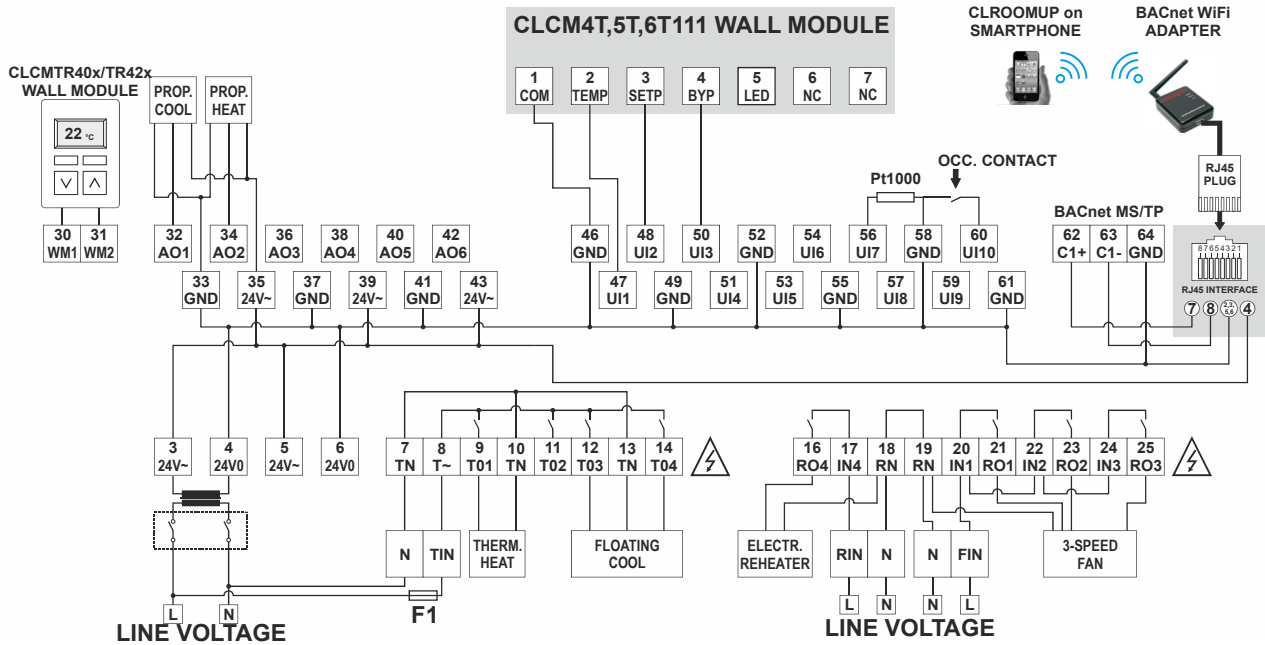 CLCM4T,5T,6T111 WALL MODULE
CLROOMUP on
SMARTPHONE
BACnet WiFi
ADAPTER
CLCMTR40x/TR42x
WALL MODULE
PROP.
COOL
PROP.
HEAT
1
COM
2
TEMP
3
SETP
4
BYP
5
LED
6
NC
7
NC
22 °C
RJ45
PLUG
OCC. CONTACT
Pt1000
BACnet MS/TP
30
WM1
31
WM2
32
AO1
34
AO2
36
AO3
38
AO4
40
AO5
42
AO6
46
GND
48
UI2
50
UI3
52
GND
54
UI6
56
UI7
58
GND
60
UI10
62
C1+
63
C1-
64
GND
87654321
RJ45 INTERFACE
7
8
2,3,
5,6
4
33
GND
35
24V~
37
GND
39
24V~
41
GND
43
24V~
47
UI1
49
GND
51
UI4
53
UI5
55
GND
57
UI8
59
UI9
61
GND
3
24V~
4
24V0
5
24V~
6
24V0
7
TN
8
T~
9
T01
10
TN
11
T02
12
T03
13
TN
14
T04
16
RO4
17
IN4
18
RN
19
RN
20
IN1
21
RO1
22
IN2
23
RO2
24
IN3
25
RO3
N
TIN
THERM.
HEAT
FLOATING
COOL
ELECTR.
REHEATER
RIN
N
N
FIN
3-SPEED
FAN
L
N
F1
L
N
N
L
LINE VOLTAGE
LINE VOLTAGE